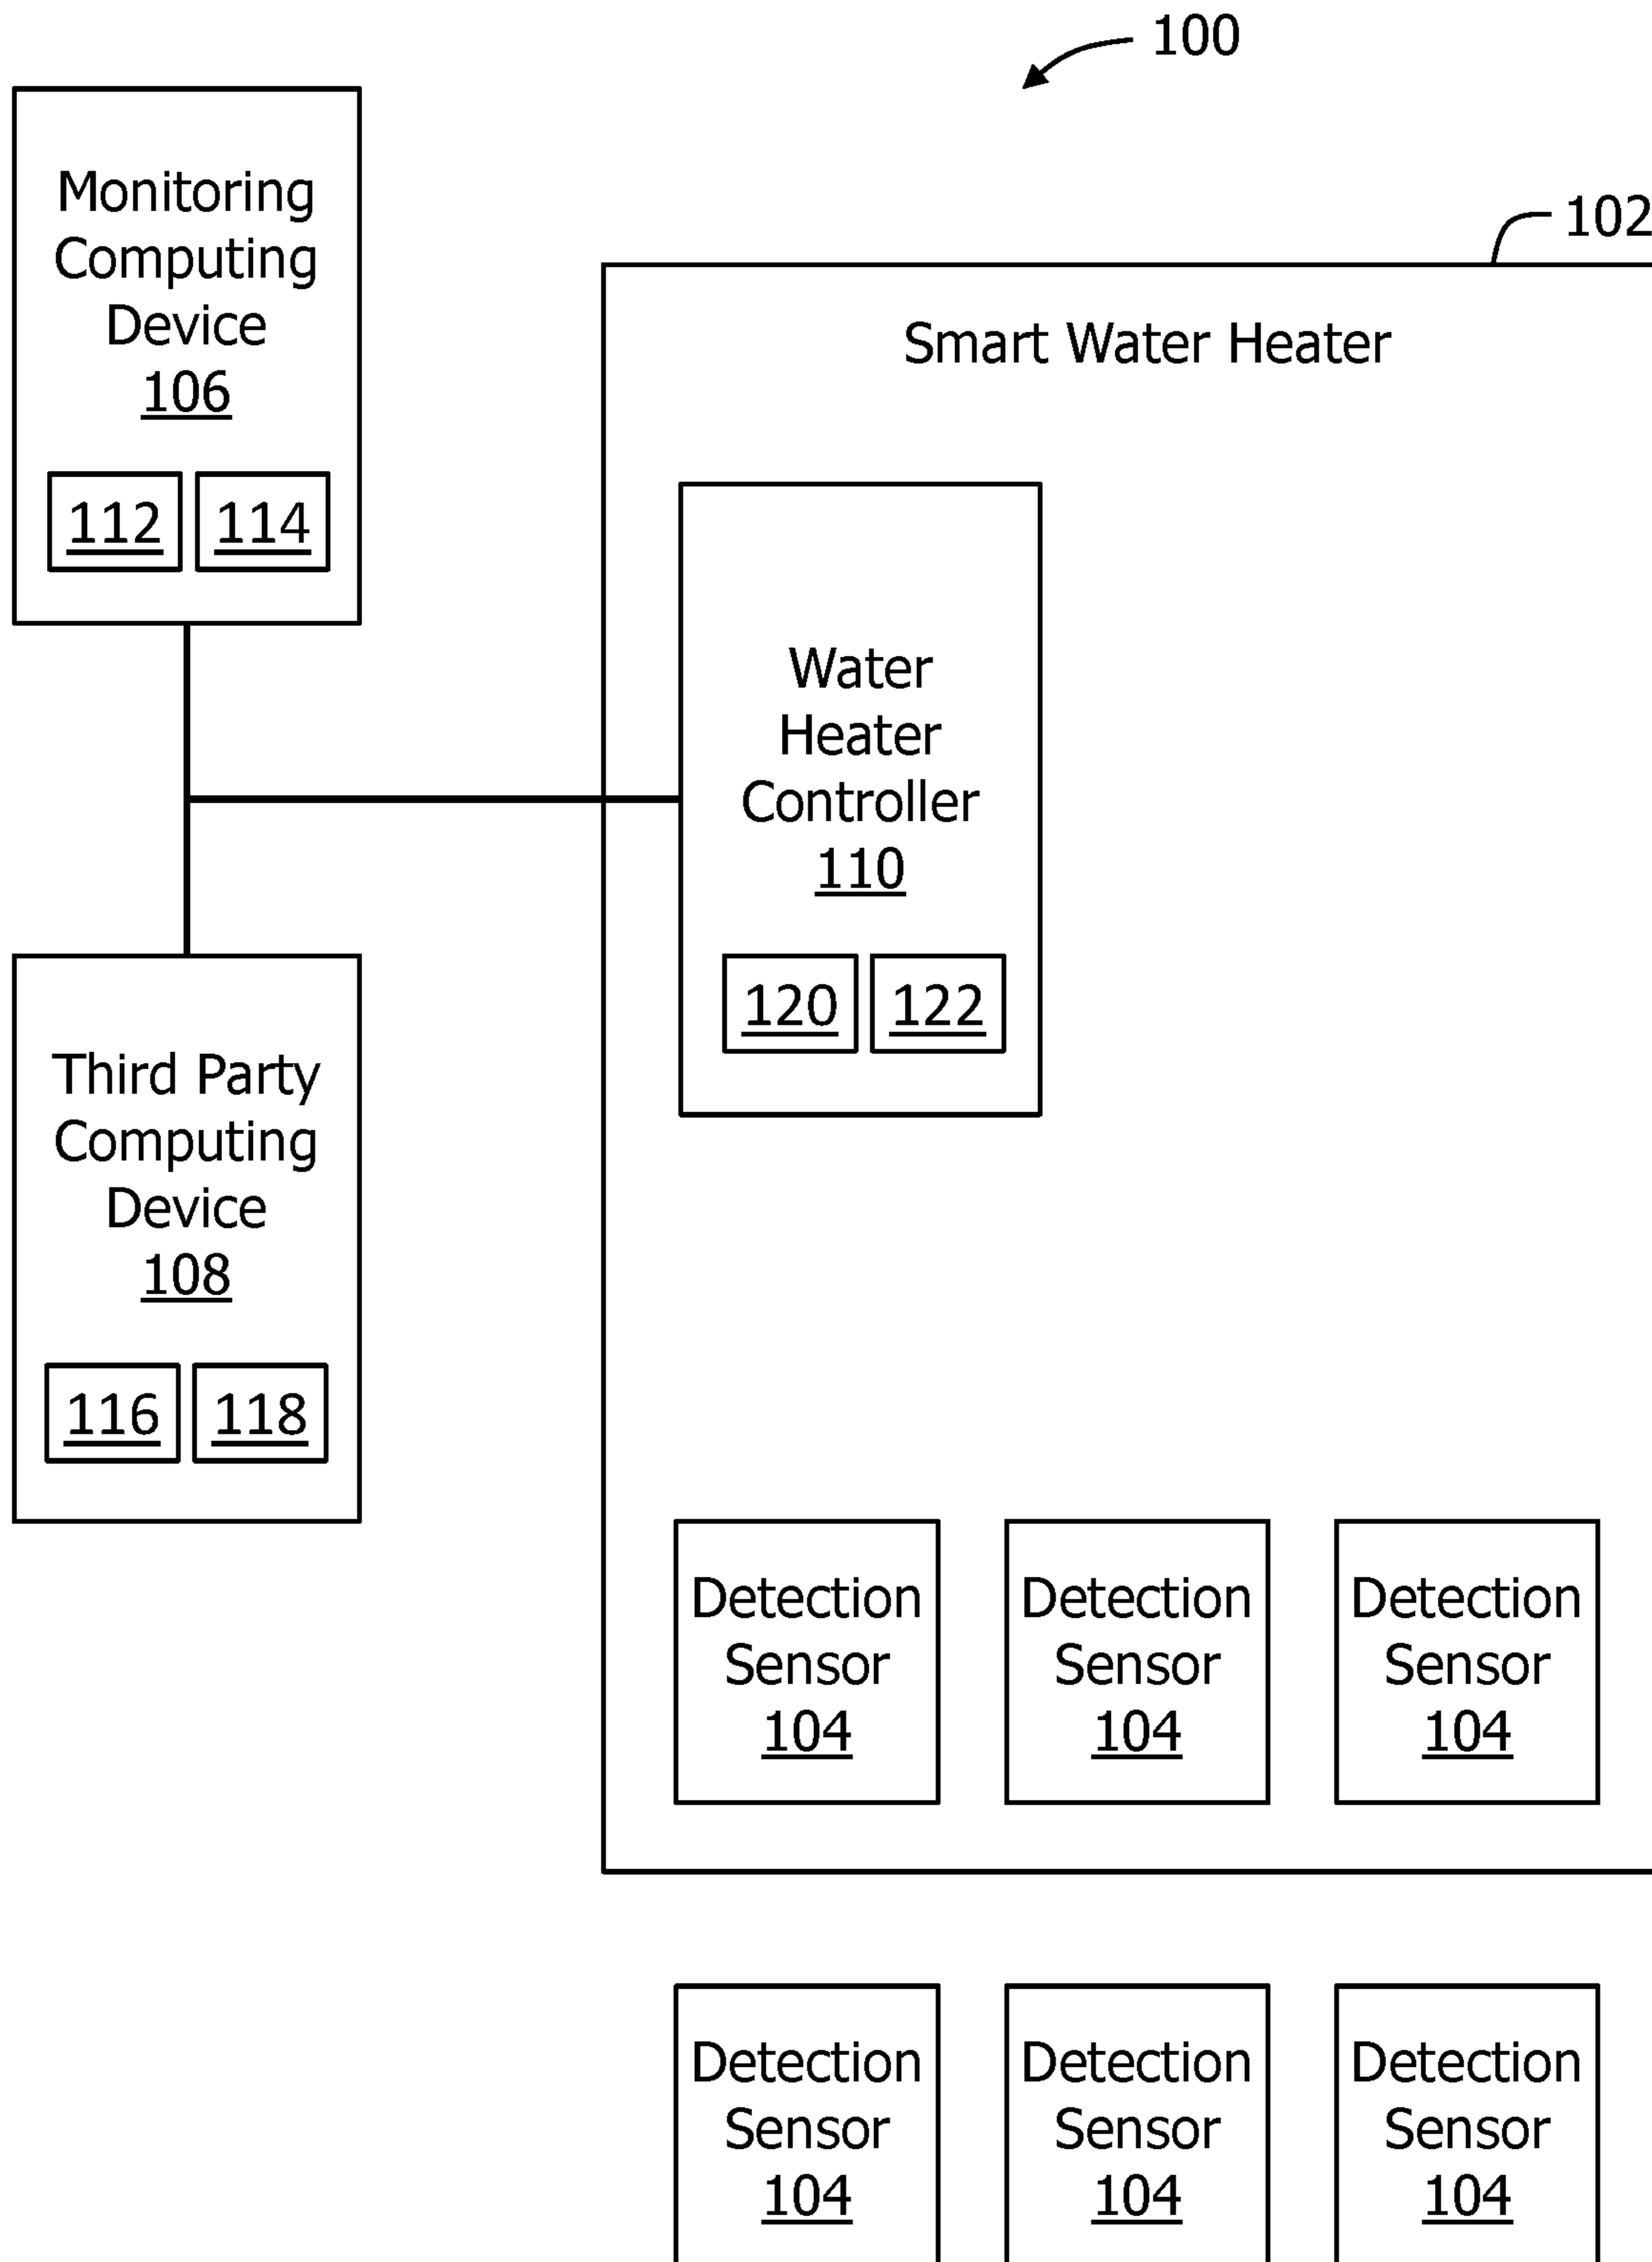 100
Monitoring
Computing
Device
106
112 114
102
Smart Water Heater
Water
Heater
Controller
110
120 122
Third Party
Computing
Device
108
116 118
Detection
Sensor
104
Detection
Sensor
104
Detection
Sensor
104
Detection
Sensor
104
Detection
Sensor
104
Detection
Sensor
104